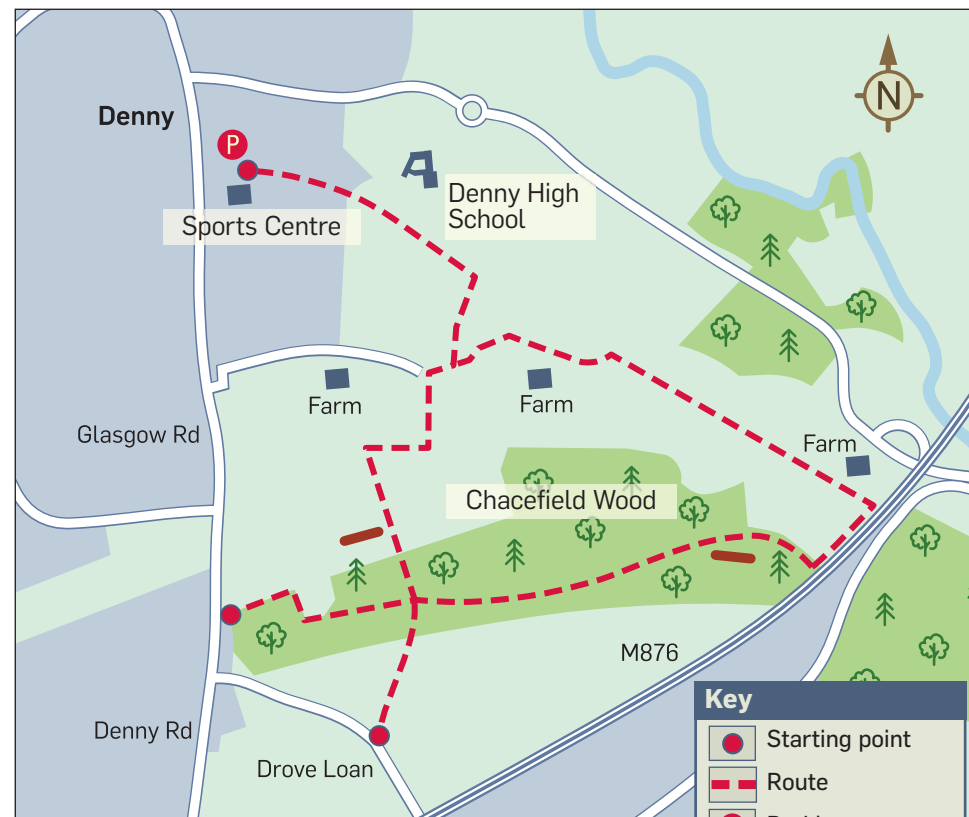 N
Denny
P
Denny High
School
Sports Centre
Farm
Farm
Glasgow Rd
Farm
Chacefield Wood
M876
Key
Starting point
Denny Rd
Drove Loan
Route